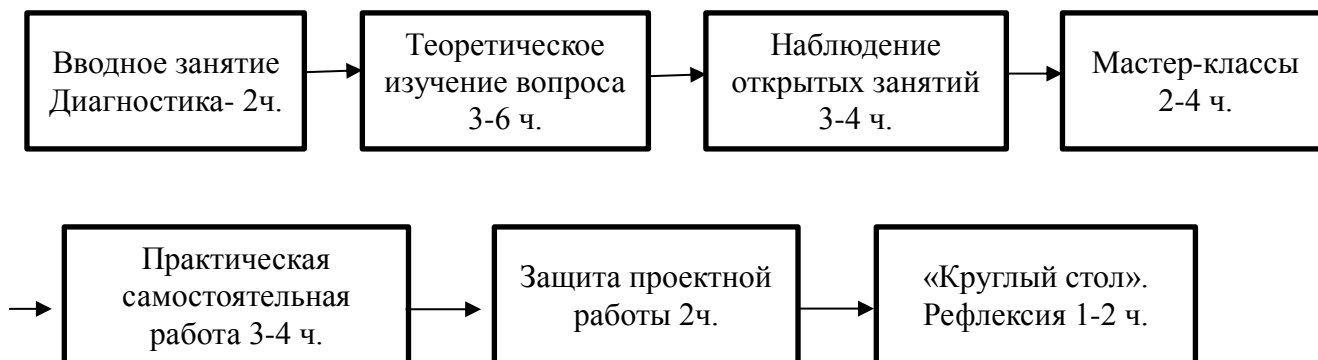 Вводное занятие
Диагностика- 2ч.
Теоретическое
изучение вопроса
3-6 ч.
Наблюдение
открытых занятий
3-4 ч.
Мастер-классы
2-4 ч.
Практическая
самостоятельная
работа 3-4 ч.
Защита проектной
работы 2ч.
«Круглый стол».
Рефлексия 1-2 ч.